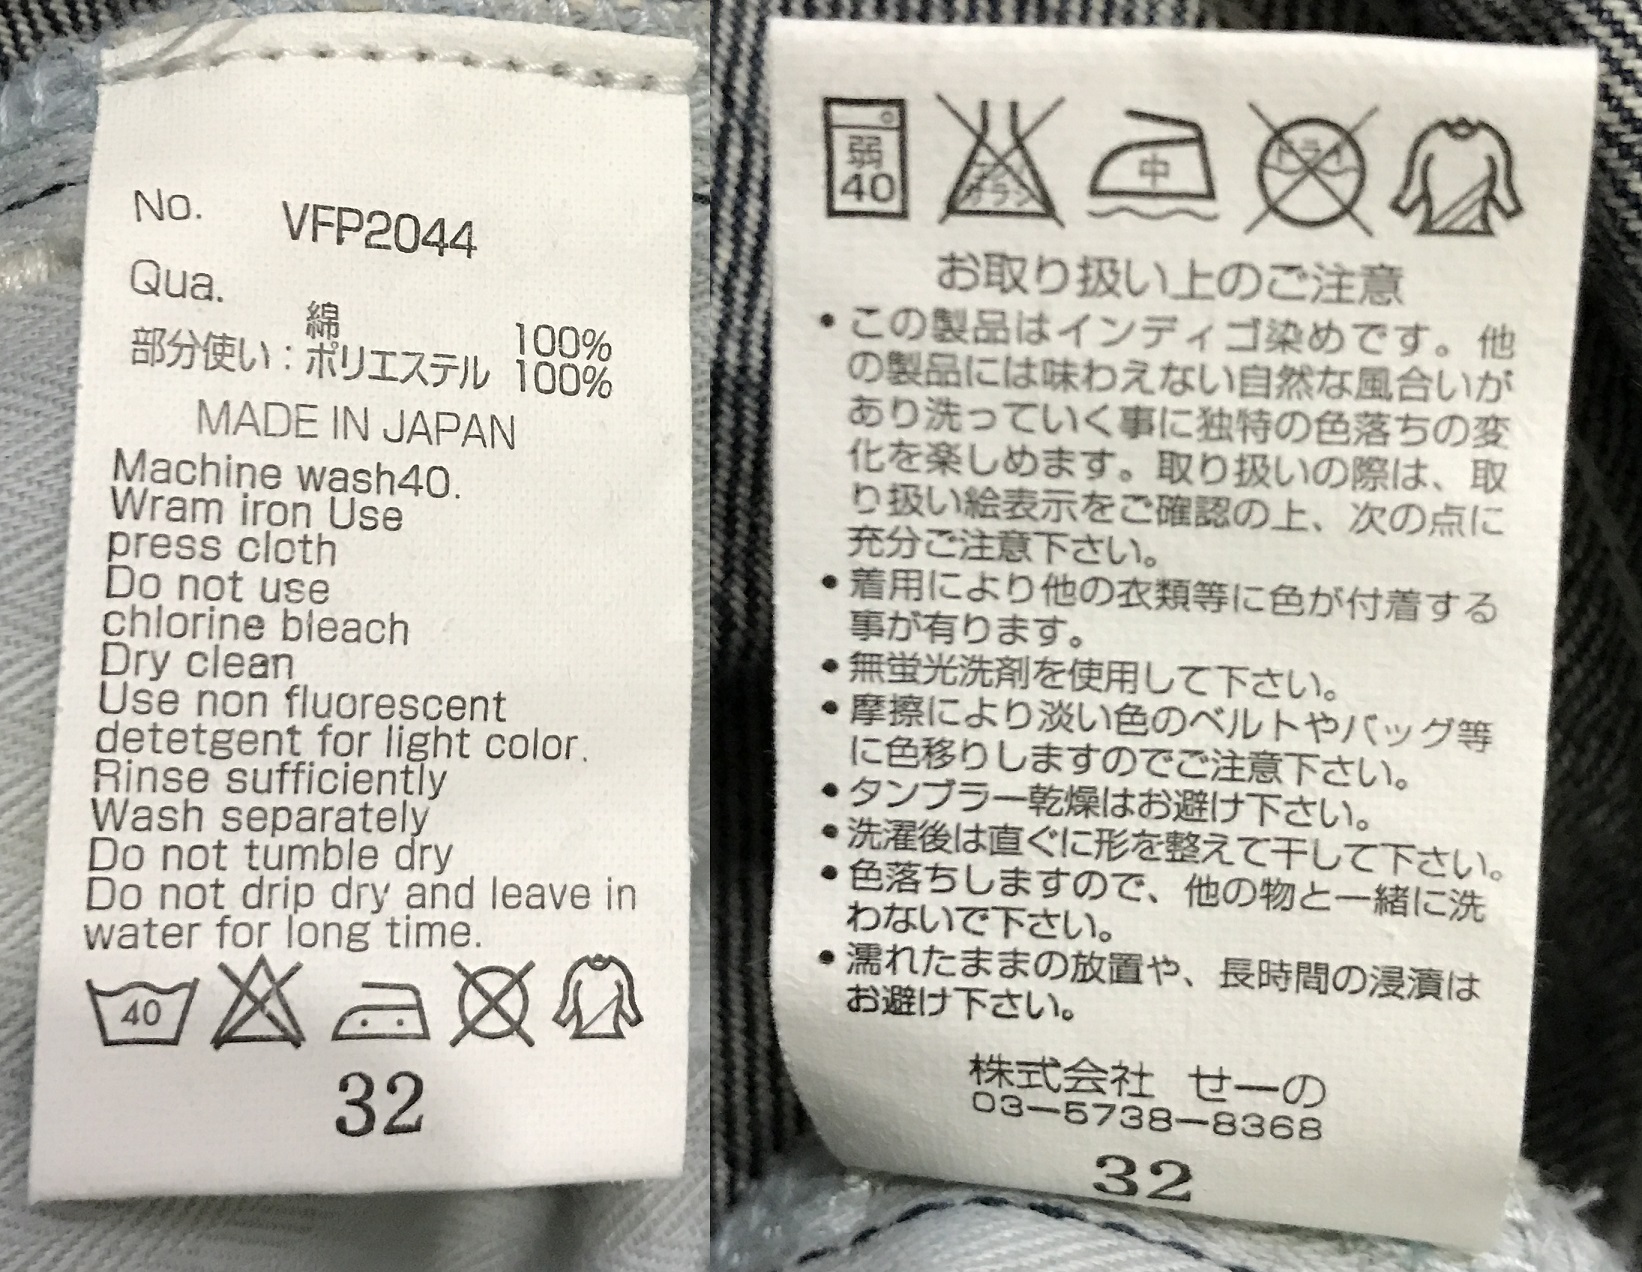 No. VFP2044
Qua.
綿 100%
部分使い：ポリエステル 100%
MADE IN JAPAN
Machine wash40.
Wram iron Use
press cloth
Do not use
chlorine bleach
Dry clean
Use non fluorescent
detetgent for light color.
Rinse sufficiently
Wash separately
Do not tumble dry
Do not drip dry and leave in
water for long time.
40
32
弱
40
エンソ
サラシ
中
ドライ
お取り扱い上のご注意
•この製品はインディゴ染めです。他
の製品には味わえない自然な風合いが
あり洗っていく事に独特の色落ちの変
化を楽しめます。取り扱いの際は、取
り扱い絵表示をご確認の上、次の点に
充分ご注意下さい。
•着用により他の衣類等に色が付着する
事が有ります。
•無蛍光洗剤を使用して下さい。
•摩擦により淡い色のベルトやバッグ等
に色移りしますのでご注意下さい。
•タンブラー乾燥はお避け下さい。
•洗濯後は直ぐに形を整えて干して下さい。
•色落ちしますので、他の物と一緒に洗
わないで下さい。
•濡れたままの放置や、長時間の浸漬は
お避け下さい。
株式会社 せーの
03-5738-8368
32